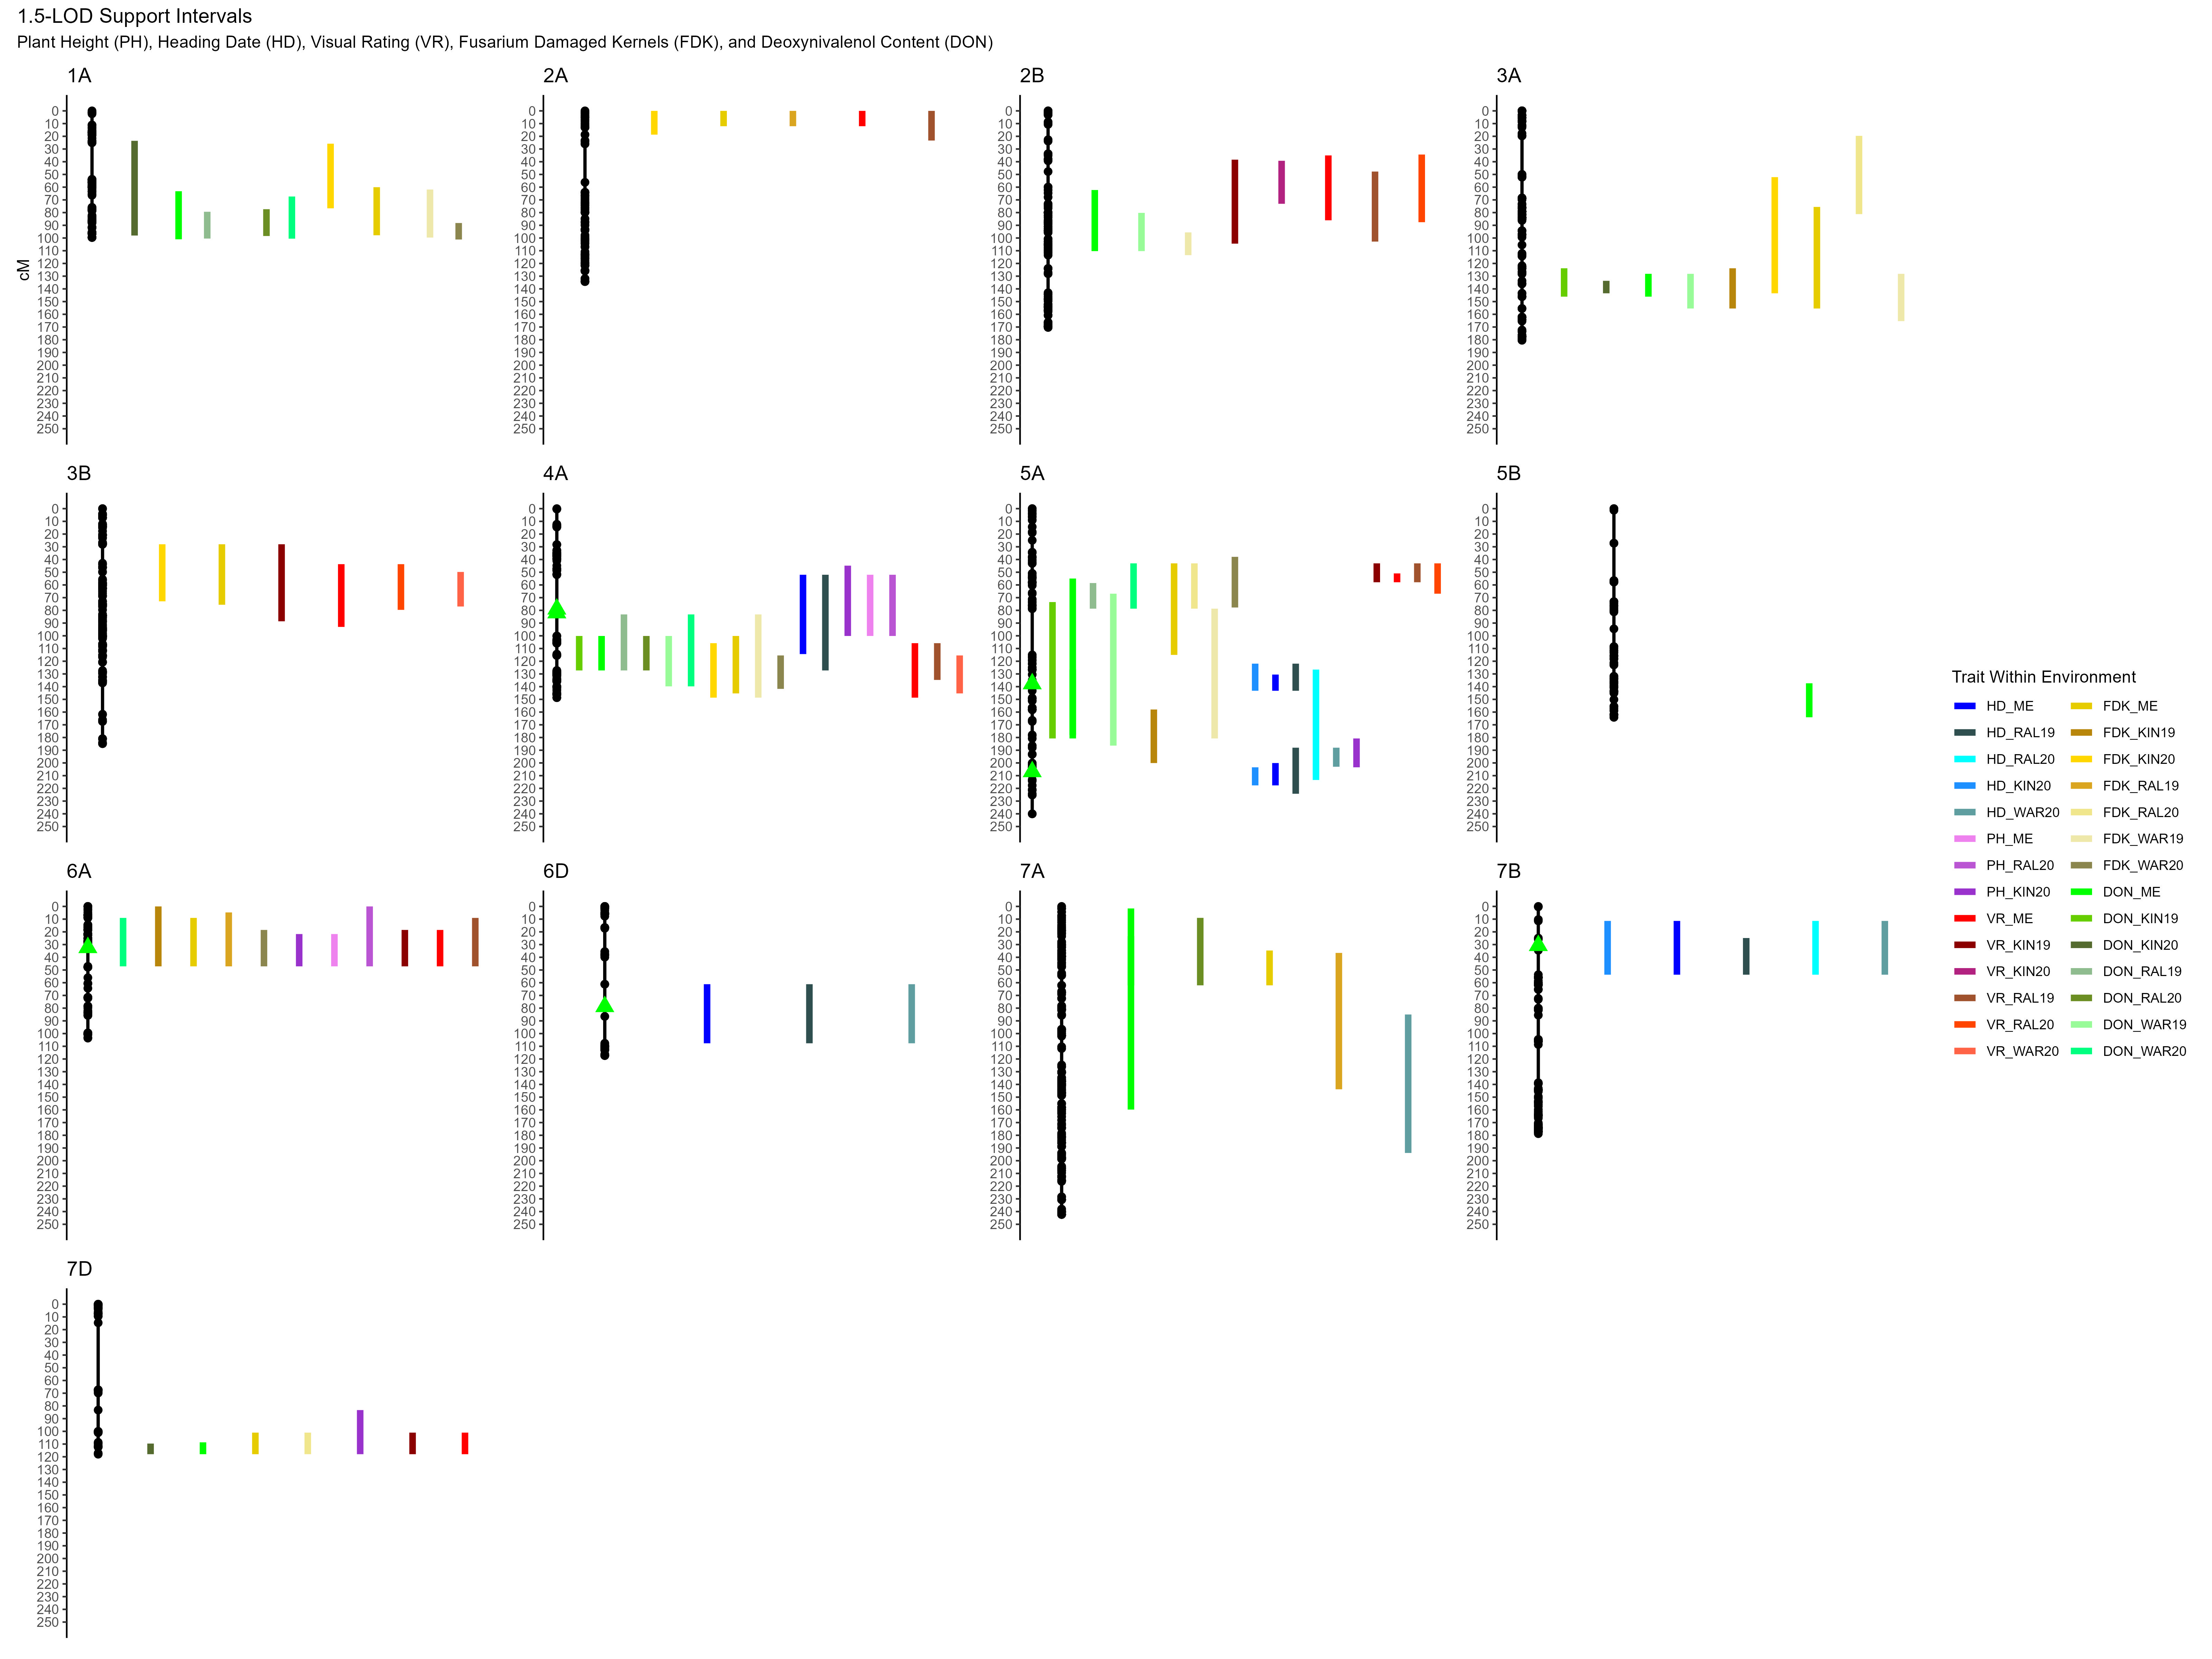 1.5-LOD Support Intervals
Plant Height (PH), Heading Date (HD), Visual Rating (VR), Fusarium Damaged Kernels (FDK), and Deoxynivalenol Content (DON)
1A 2A 2B 3A
0 0 0 0
10 10 10 10
20 20 20 20
30 30 30 30
40 40 40 40
50 50 50 50
60 60 60 60
70 70 70 70
80 80 80 80
90 90 90 90
100 100 100 100
110 110 110 110
120 120 120 120
cM
130 130 130 130
140 140 140 140
150 150 150 150
160 160 160 160
170 170 170 170
180 180 180 180
190 190 190 190
200 200 200 200
210 210 210 210
220 220 220 220
230 230 230 230
240 240 240 240
250 250 250 250
3B 4A 5A 5B
0 0 0 0
10 10 10 10
20 20 20 20
30 30 30 30
40 40 40 40
50 50 50 50
60 60 60 60
70 70 70 70
80 80 80 80
90 90 90 90
100 100 100 100
110 110 110 110
120 120 120 120
130 130 130 130
140 140 140 140
150 150 150 150
160 160 160 160
170 170 170 170
180 180 180 180
190 190 190 190
200 200 200 200
210 210 210 210
220 220 220 220
230 230 230 230
240 240 240 240
250 250 250 250
Trait Within Environment
HD_ME FDK_ME
HD_RAL19 FDK_KIN19
HD_RAL20 FDK_KIN20
HD_KIN20 FDK_RAL19
HD_WAR20 FDK_RAL20
PH_ME FDK_WAR19
PH_RAL20 FDK_WAR20
PH_KIN20 DON_ME
VR_ME DON_KIN19
VR_KIN19 DON_KIN20
VR_KIN20 DON_RAL19
VR_RAL19 DON_RAL20
VR_RAL20 DON_WAR19
VR_WAR20 DON_WAR20
6A 6D 7A 7B
0 0 0 0
10 10 10 10
20 20 20 20
30 30 30 30
40 40 40 40
50 50 50 50
60 60 60 60
70 70 70 70
80 80 80 80
90 90 90 90
100 100 100 100
110 110 110 110
120 120 120 120
130 130 130 130
140 140 140 140
150 150 150 150
160 160 160 160
170 170 170 170
180 180 180 180
190 190 190 190
200 200 200 200
210 210 210 210
220 220 220 220
230 230 230 230
240 240 240 240
250 250 250 250
7D
0
10
20
30
40
50
60
70
80
90
100
110
120
130
140
150
160
170
180
190
200
210
220
230
240
250